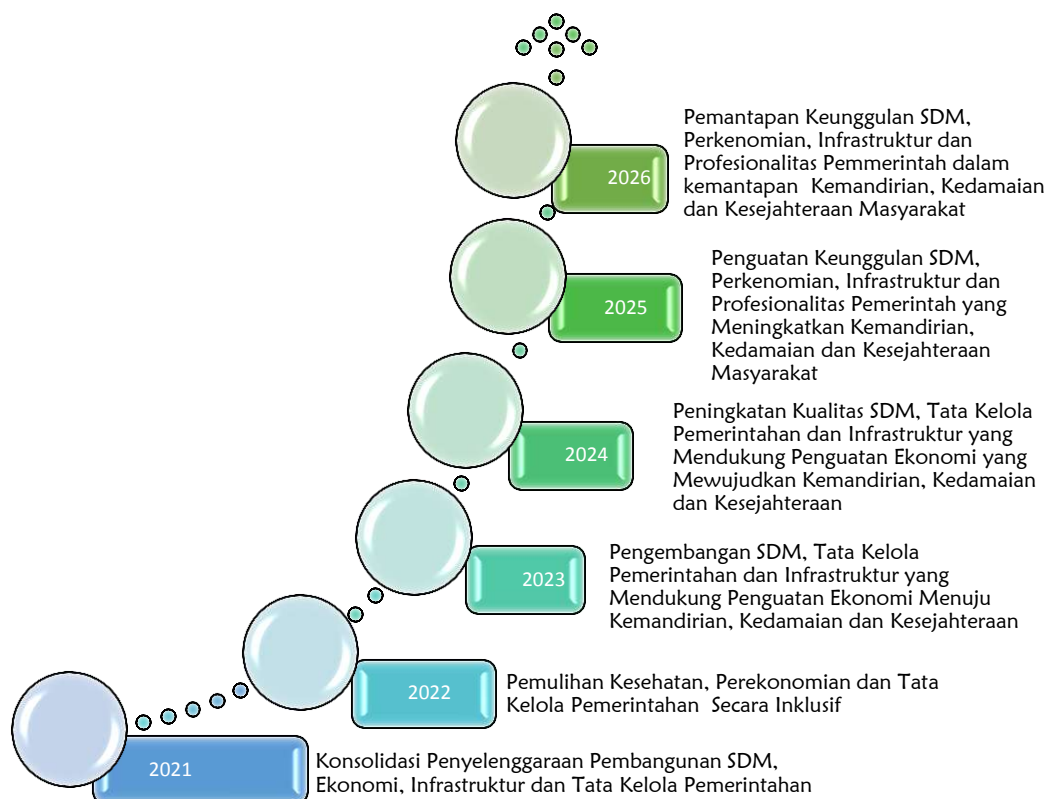 2026
Pemantapan Keunggulan SDM,
Perkenomian, Infrastruktur dan
Profesionalitas Pemmerintah dalam
kemantapan Kemandirian, Kedamaian
dan Kesejahteraan Masyarakat
2025
Penguatan Keunggulan SDM,
Perkenomian, Infrastruktur dan
Profesionalitas Pemerintah yang
Meningkatkan Kemandirian,
Kedamaian dan Kesejahteraan
Masyarakat
2024
Peningkatan Kualitas SDM, Tata Kelola
Pemerintahan dan Infrastruktur yang
Mendukung Penguatan Ekonomi yang
Mewujudkan Kemandirian, Kedamaian
dan Kesejahteraan
2023
Pengembangan SDM, Tata Kelola
Pemerintahan dan Infrastruktur yang
Mendukung Penguatan Ekonomi Menuju
Kemandirian, Kedamaian dan Kesejahteraan
2022
Pemulihan Kesehatan, Perekonomian dan Tata
Kelola Pemerintahan Secara Inklusif
2021
Konsolidasi Penyelenggaraan Pembangunan SDM,
Ekonomi, Infrastruktur dan Tata Kelola Pemerintahan